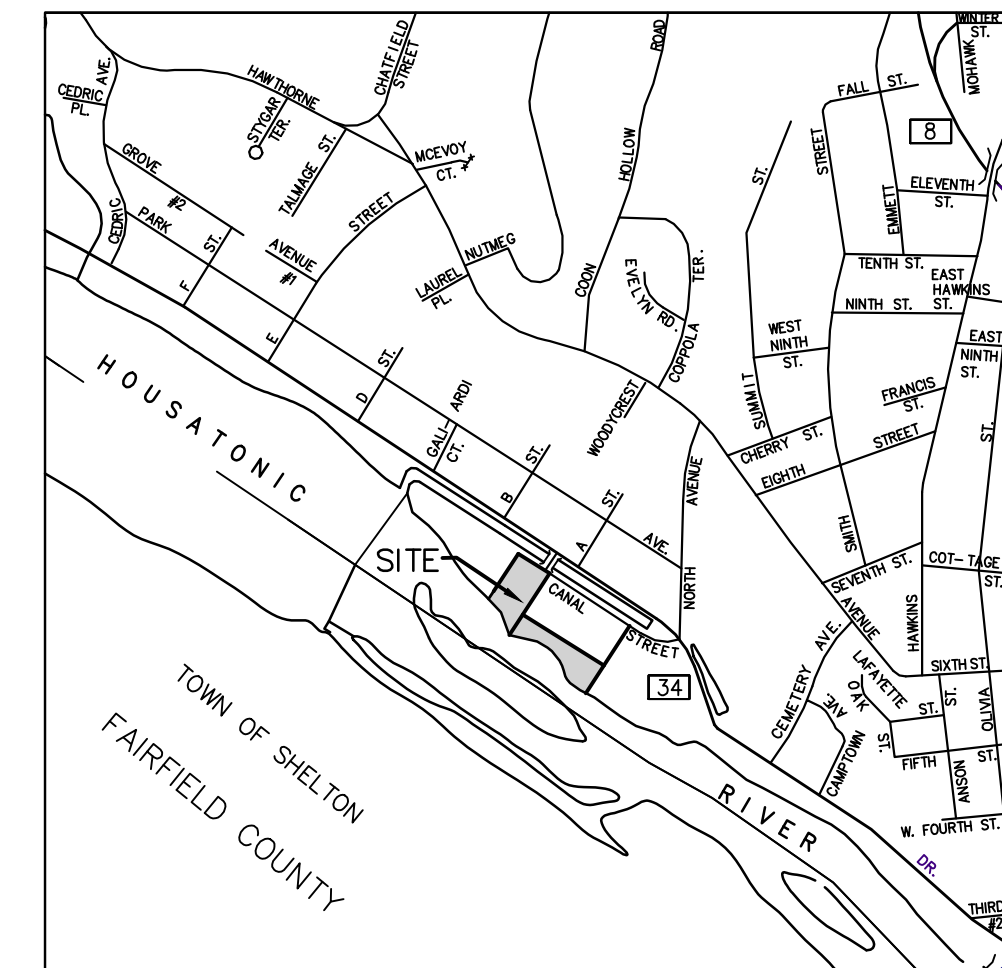 WINTER
ST.
MOHAWK
CHATFIELD
STREET
ROAD
HAWTHORNE
CEDRIC
PL.
AVE.
FALL ST.
8
STYGAR
TER.
TALMAGE ST.
MCEVOY
CT.
HOLLOW
STREET
ST.
GROVE
#2
ELEVENTH
ST.
EMMETT
STREET
PARK
CEDRIC
ST.
F
AVENUE
#1
NUTMEG
LAUREL
PL.
COON
EVELYN RD.
TER.
COPPOLA
TENTH ST.
EAST
HAWKINS
ST.
NINTH ST.
WEST
NINTH
ST.
EAST
NINTH
ST.
E
ST.
D
GALI-
ARDI
CT.
WOODYCREST
SUMMIT
FRANCIS
ST.
CHERRY ST.
STREET
EIGHTH
ST.
HOUSATONIC
ST.
B
ST.
A
AVE.
AVENUE
NORTH
SMITH
SEVENTH ST.
COT-TAGE
ST.
SITE
CANAL
STREET
34
AVENUE
HAWKINS
CEMETERY AVE.
LAFAYETTE
ST.
OAK
AVE.
SIXTH ST.
ST.
ANSON
OLIVIA
ST.
FIFTH
ST.
CAMPTOWN
W. FOURTH ST.
TOWN OF SHELTON
FAIRFIELD COUNTY
RIVER
DR.
THIRD
#2